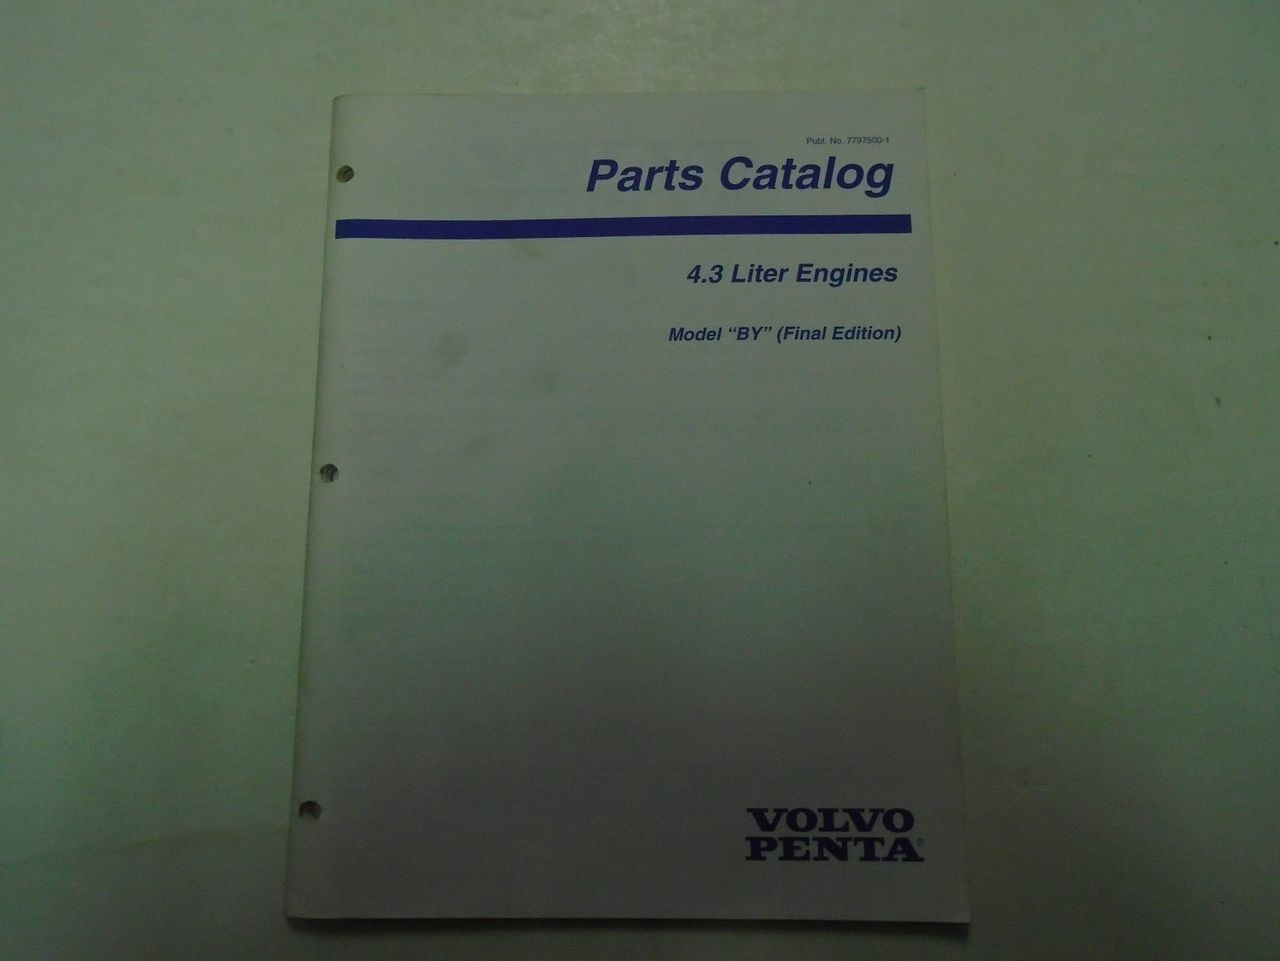 Publ. No. 7797500-1
Parts Catalog
4.3 Liter Engines
Model “BY” (Final Edition)
VOLVO
PENTA®